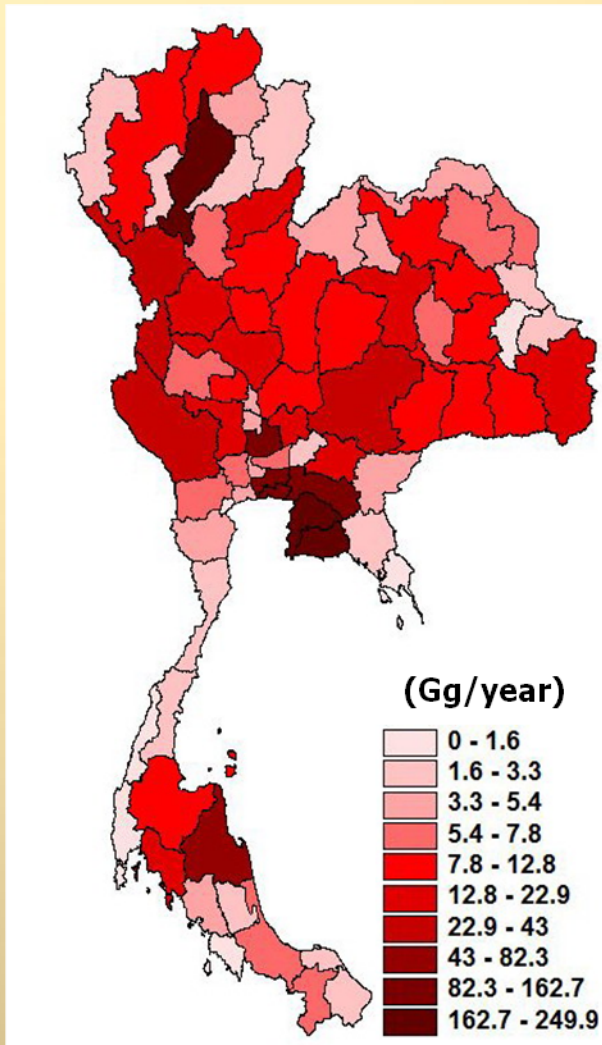 (Gg/year)
0 - 1.6
1.6 - 3.3
3.3 - 5.4
5.4 - 7.8
7.8 - 12.8
12.8 - 22.9
22.9 - 43
43 - 82.3
82.3 - 162.7
162.7 - 249.9